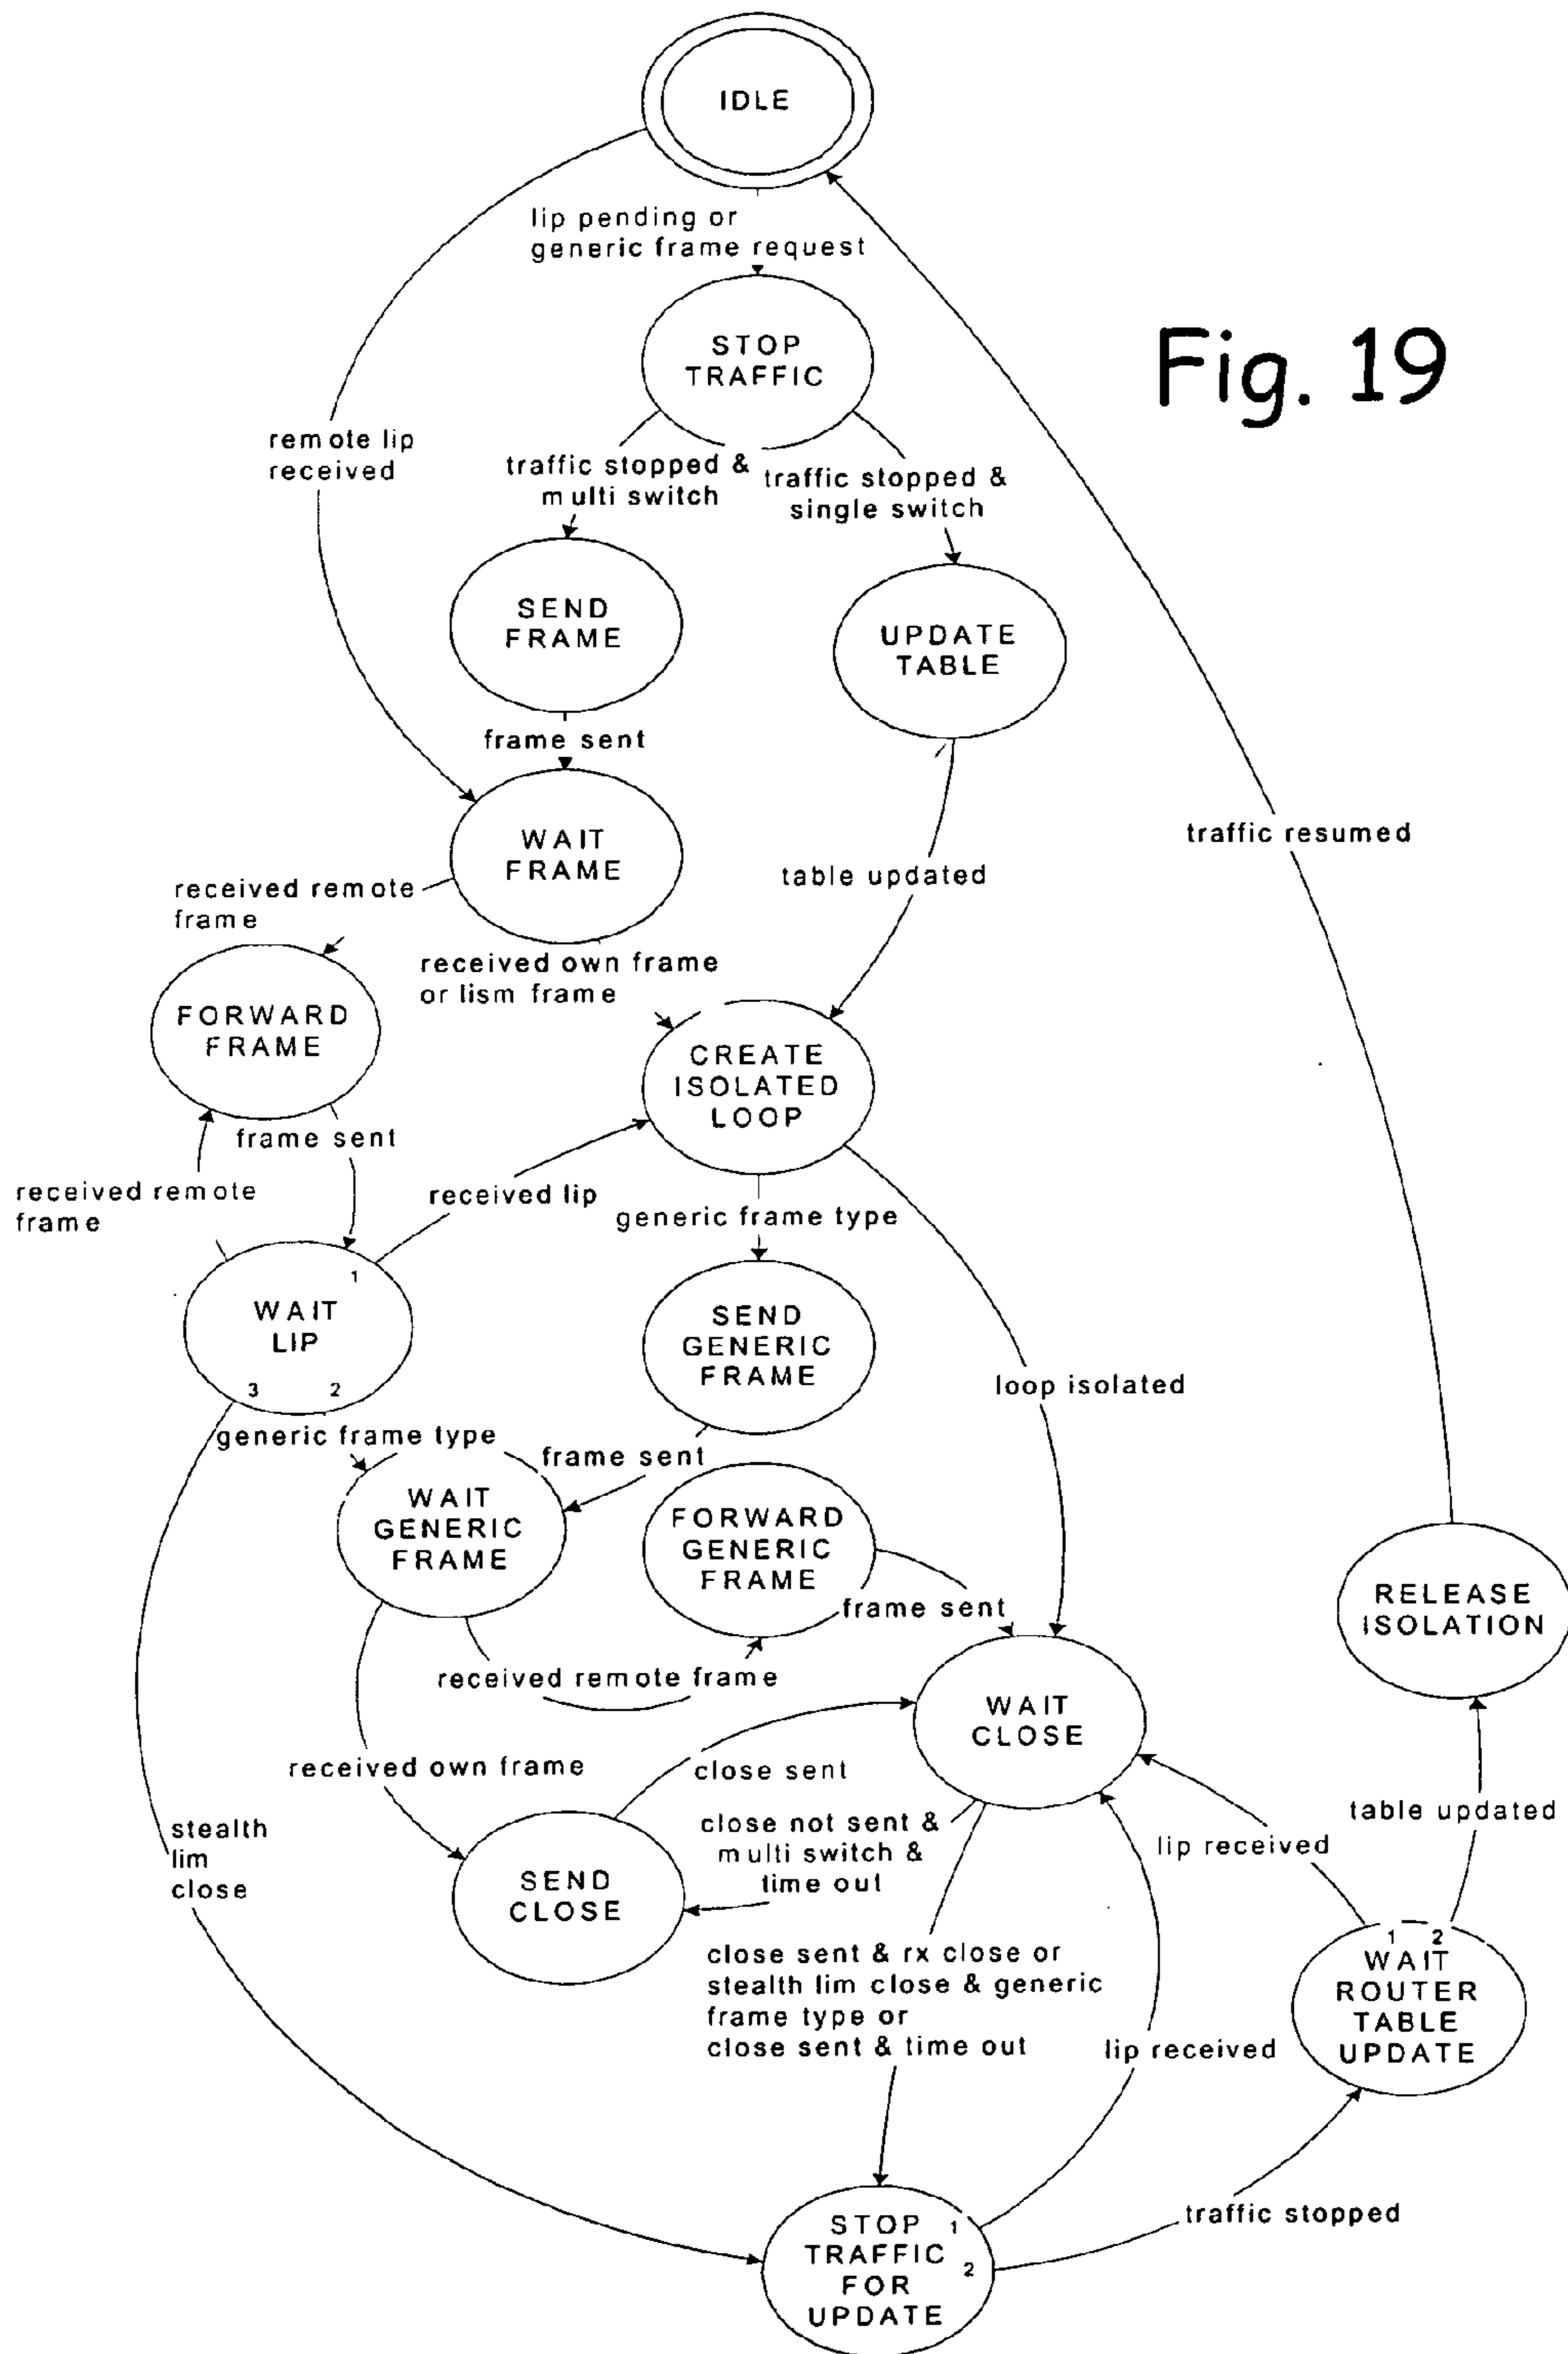 IDLE
lip pending or
generic frame request
Fig. 19
STOP
TRAFFIC
remote lip
received
traffic stopped &
multi switch
traffic stopped &
single switch
SEND
FRAME
UPDATE
TABLE
frame sent
traffic resumed
WAIT
FRAME
table updated
received remote
frame
received own frame
or lism frame
FORWARD
FRAME
CREATE
ISOLATED
LOOP
frame sent
received remote
frame
received lip
generic frame type
1
WAIT
LIP
3
2
SEND
GENERIC
FRAME
loop isolated
generic frame type
frame sent
WAIT
GENERIC
FRAME
FORWARD
GENERIC
FRAME
frame sent
RELEASE
ISOLATION
received remote frame
WAIT
CLOSE
received own frame
close sent
table updated
stealth
lim
close
close not sent &
multi switch &
time out
lip received
SEND
CLOSE
1 2
WAIT
ROUTER
TABLE
UPDATE
close sent & rx close or
stealth lim close & generic
frame type or
close sent & time out
lip received
traffic stopped
STOP 1
TRAFFIC
2
FOR
UPDATE